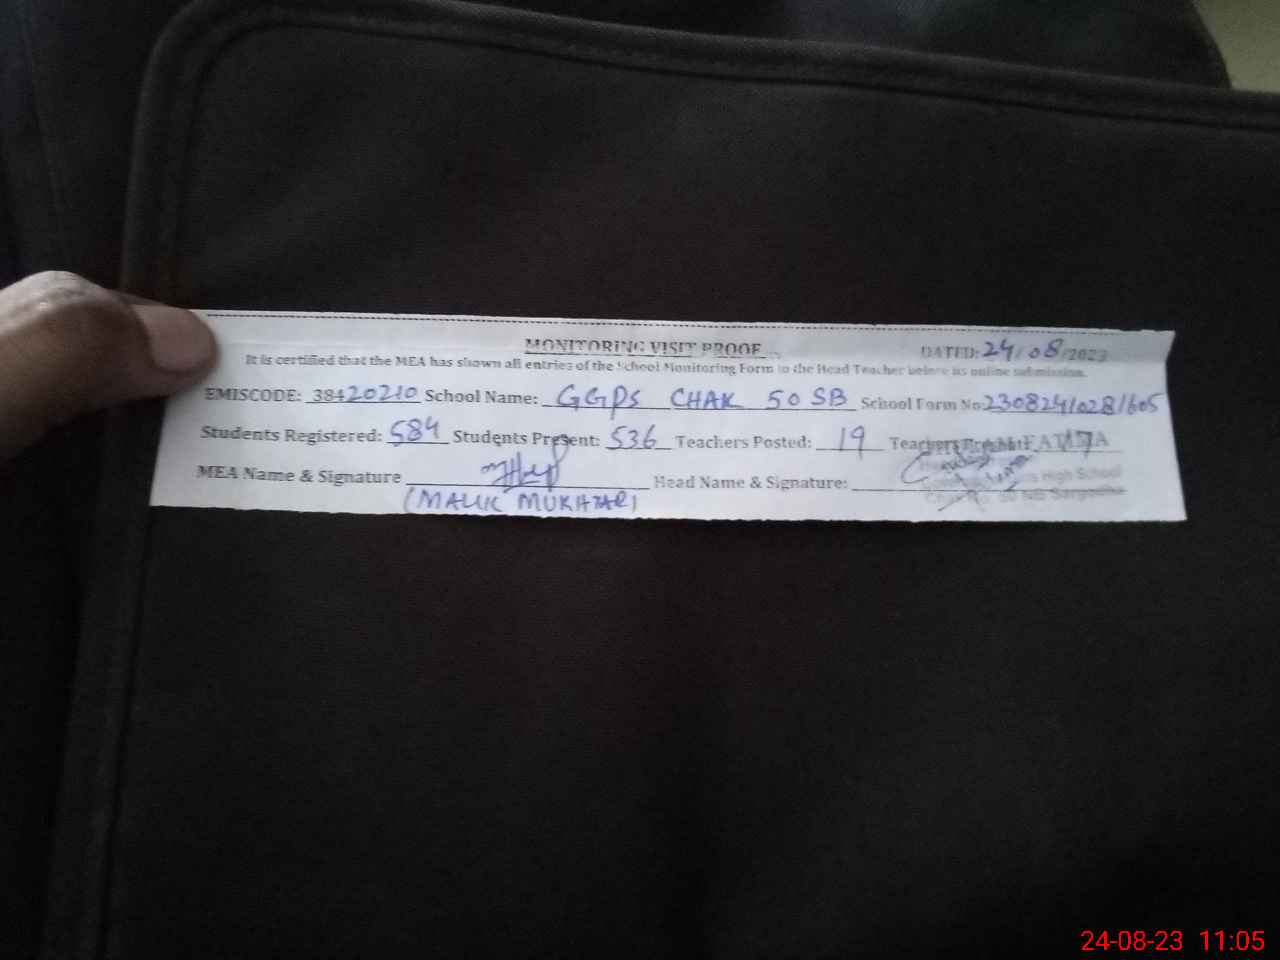 MONITORING VISIT PROOF DATED: 24/08/2023
It is certified that the MEA has shown all entries of the School Monitoring Form to the Head Teacher before its online submission.
EMISCODE: 38420210 School Name: GGPS CHAK 50 SB School Form No: 23082410281605
Students Registered: 584 Students Present: 536 Teachers Posted: 19 Teachers Present: 17
MEA Name & Signature Head Name & Signature: High School
(MALIK MUKHTAR)
24-08-23 11:05